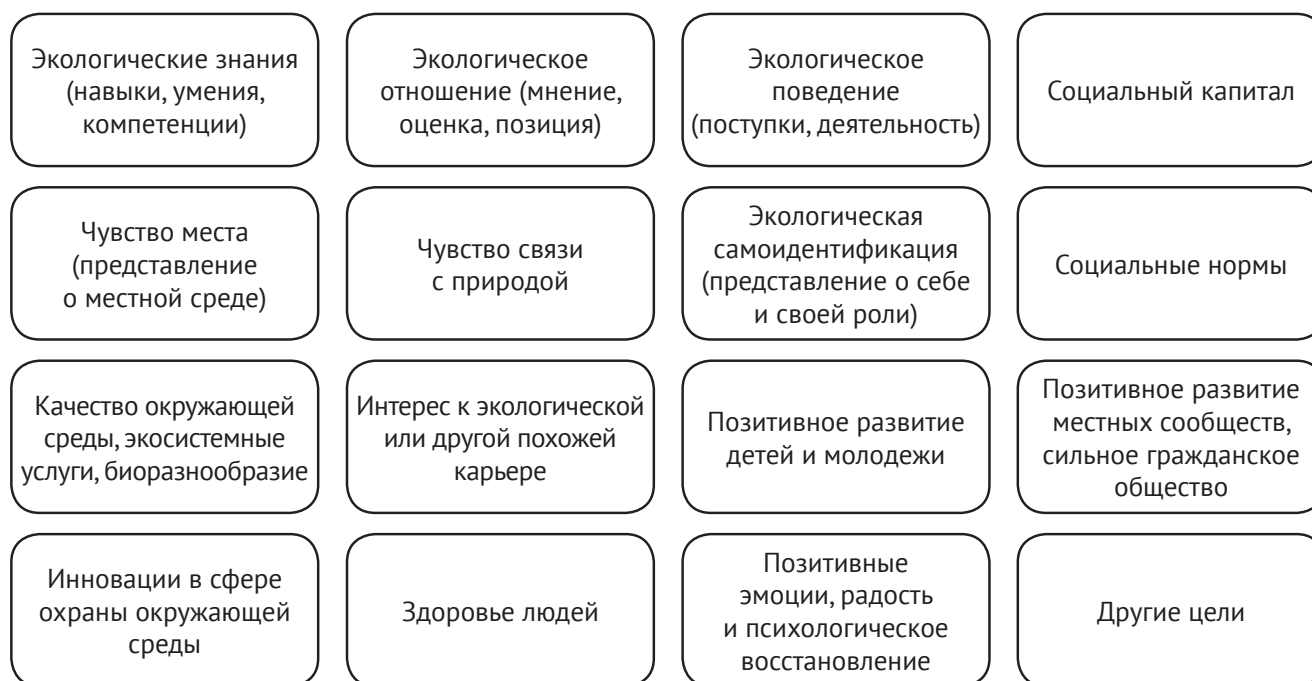 Экологические знания
(навыки, умения,
компетенции)
Экологическое
отношение (мнение,
оценка, позиция)
Экологическое
поведение
(поступки, деятельность)
Социальный капитал
Чувство места
(представление
о местной среде)
Чувство связи
с природой
Экологическая
самоидентификация
(представление о себе
и своей роли)
Социальные нормы
Качество окружающей
среды, экосистемные
услуги, биоразнообразие
Интерес к экологической
или другой похожей
карьере
Позитивное развитие
детей и молодежи
Позитивное развитие
местных сообществ,
сильное гражданское
общество
Инновации в сфере
охраны окружающей
среды
Здоровье людей
Позитивные
эмоции, радость
и психологическое
восстановление
Другие цели